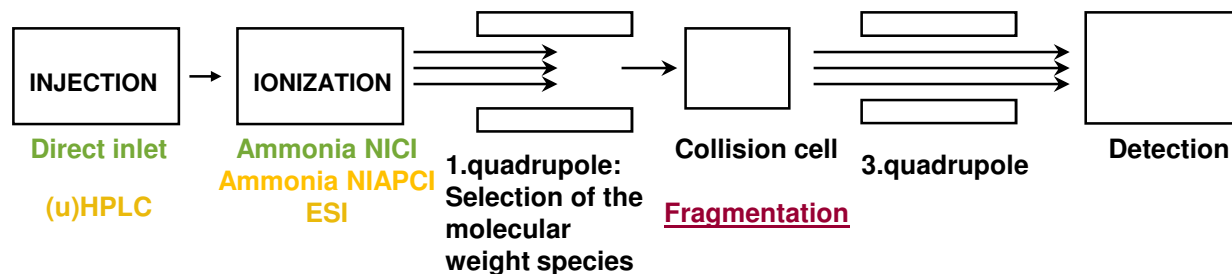 INJECTION
IONIZATION
Direct inlet
(u)HPLC
Ammonia NICI
Ammonia NIAPCI
ESI
1.quadrupole:
Selection of the
molecular
weight species
Collision cell
Fragmentation
3.quadrupole
Detection